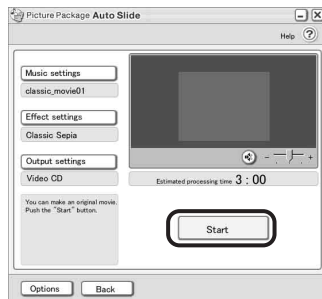 Picture Package Auto Slide
Help ?
Music settings
classic_movie01
Effect settings
Classic Sepia
Output settings
Video CD
- +
Estimated processing time 3 : 00
You can make an original movie.
Push the "Start" button.
Start
Options Back